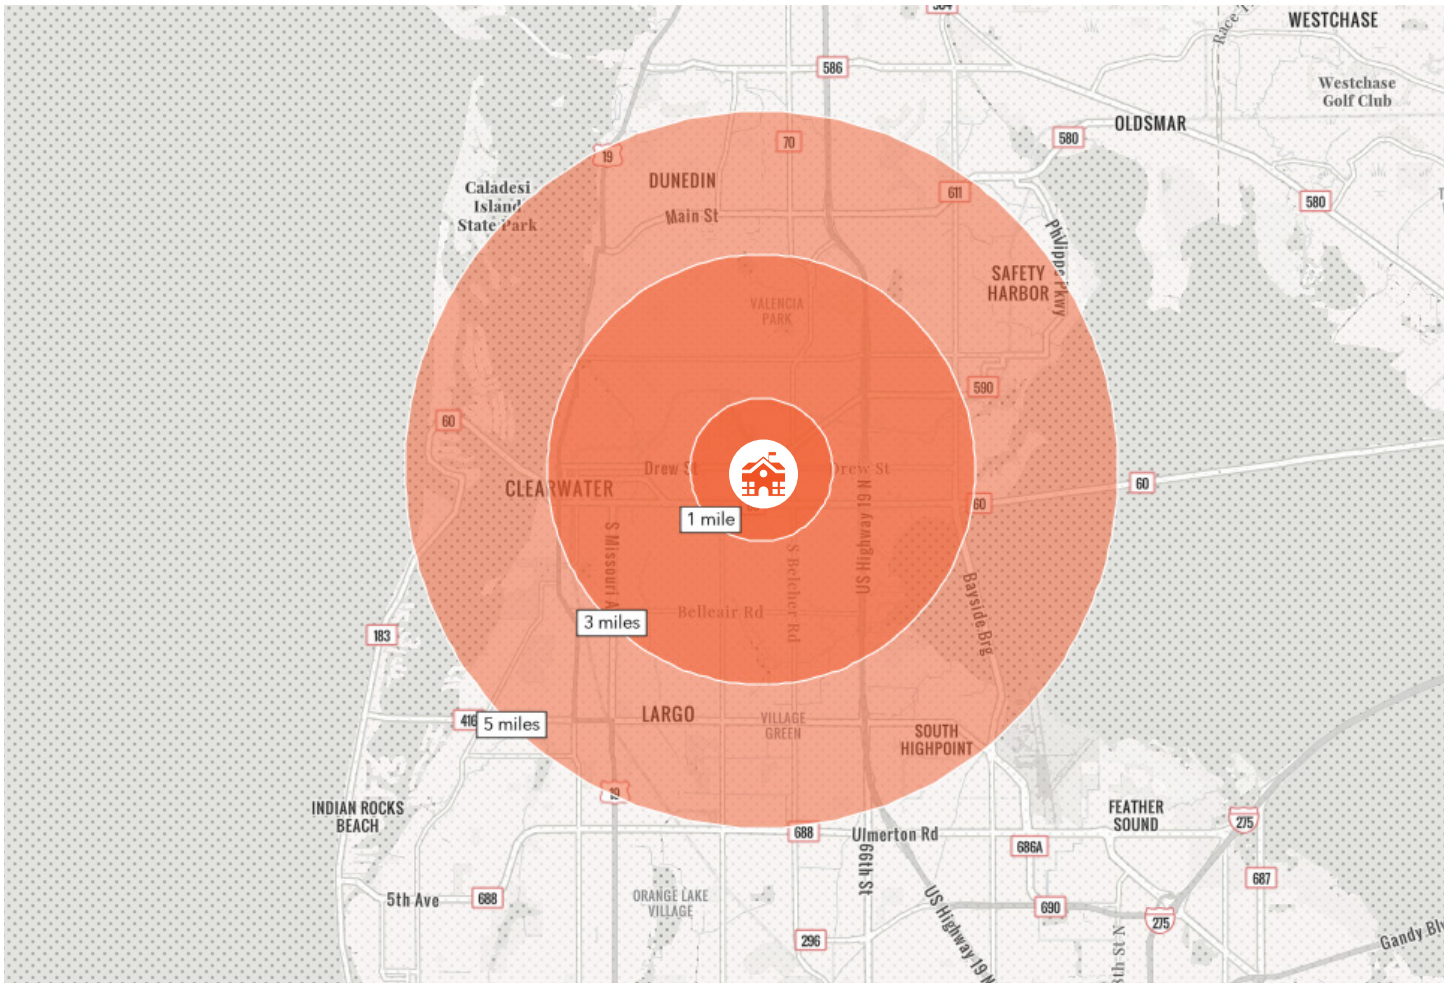 WESTCHASE
586
Westchase
Golf Club
OLDSMAR
580
70
19
DUNEDIN
Caladesi
Island
State Park
611
580
Main St
Philippe Pkwy
SAFETY
HARBOR
VALENCIA
PARK
590
60
Drew St
Drew St
CLEARWATER
60
60
1 mile
US Highway 19 N
S Missouri A
S Belcher Rd
Bayside Brg
Belleair Rd
3 miles
183
LARGO
VILLAGE
GREEN
416
5 miles
SOUTH
HIGHPOINT
19
INDIAN ROCKS
BEACH
FEATHER
SOUND
275
688
Ulmerton Rd
686A
66th St
687
5th Ave
688
ORANGE LAKE
VILLAGE
690
275
US Highway 19 N
296
8th St N
Gandy Blv